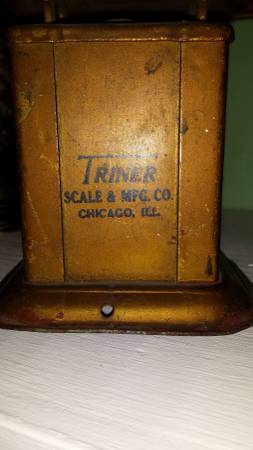 TRINER
SCALE & MFG. CO.
CHICAGO, ILL.